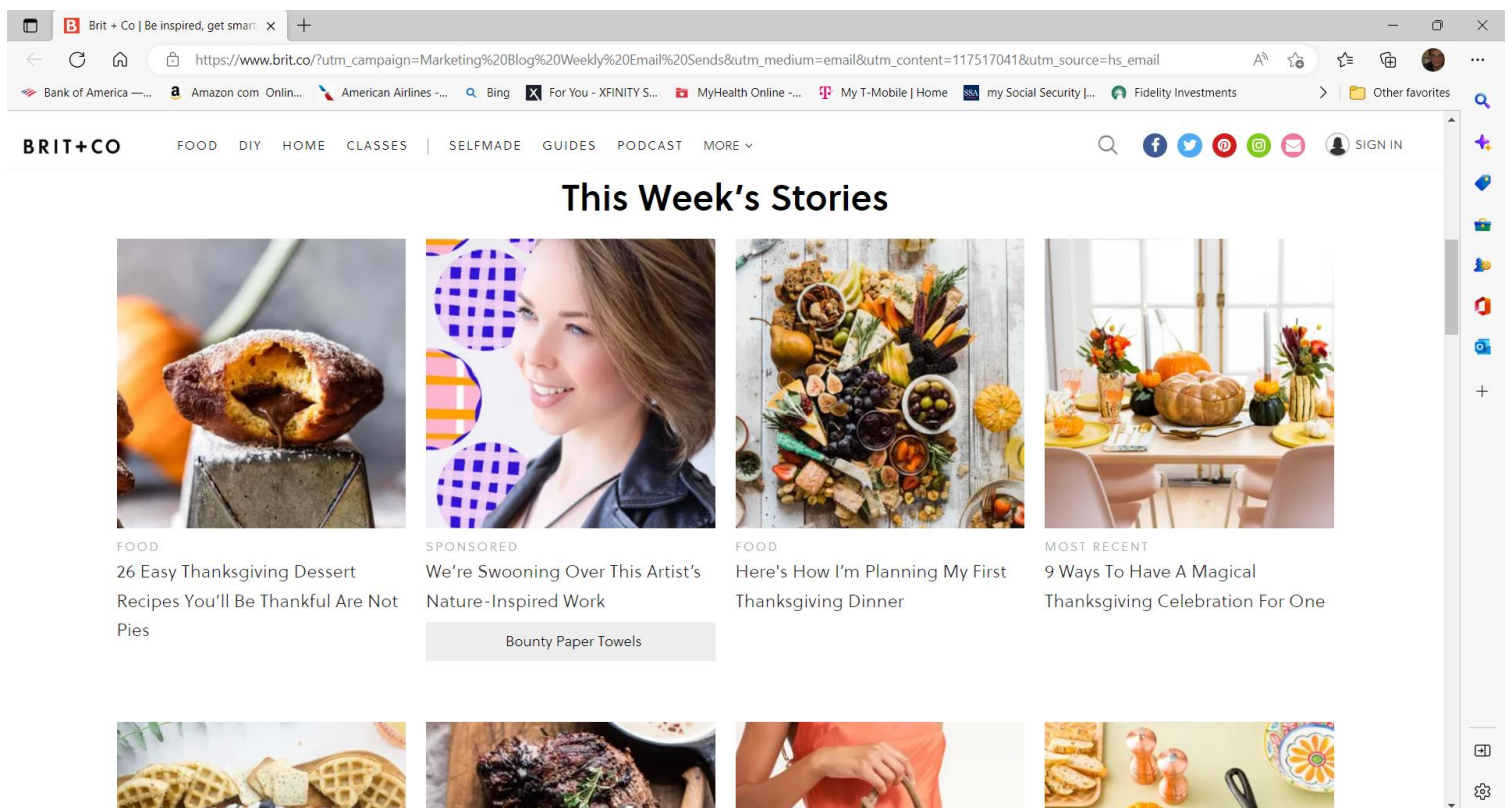 Brit + Co | Be inspired, get smart
https://www.brit.co/?utm_campaign=Marketing%20Blog%20Weekly%20Email%20Sends&utm_medium=email&utm_content=117517041&utm_source=hs_email
Bank of America —... Amazon com Onlin... American Airlines -... Bing For You - XFINITY S... MyHealth Online -... My T-Mobile | Home my Social Security |... Fidelity Investments Other favorites
BRIT+CO FOOD DIY HOME CLASSES | SELFMADE GUIDES PODCAST MORE SIGN IN
This Week's Stories
FOOD
26 Easy Thanksgiving Dessert
Recipes You'll Be Thankful Are Not
Pies
SPONSORED
We're Swooning Over This Artist's
Nature-Inspired Work
Bounty Paper Towels
FOOD
Here's How I'm Planning My First
Thanksgiving Dinner
MOST RECENT
9 Ways To Have A Magical
Thanksgiving Celebration For One